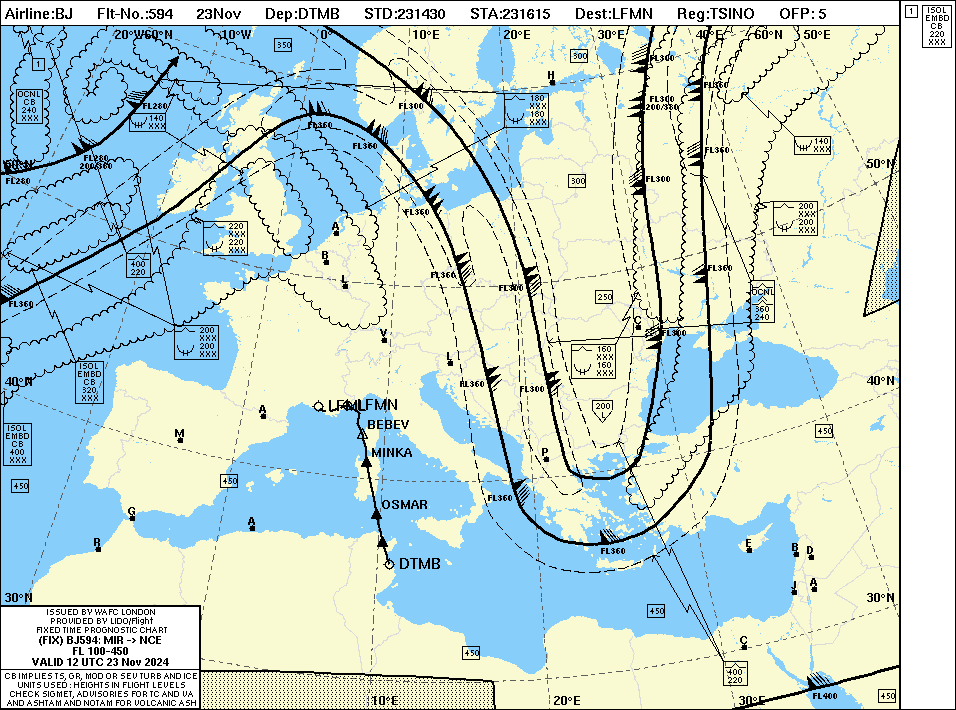 Airline:BJ Flt-No.:594 23Nov Dep:DTMB STD:231430 STA:231615 Dest:LFMN Reg:TSINO OFP: 5
20°W60°N 10°W 0° 10°E 20°E 30°E 40°E 60°N 50°E
1
ISOL
EMBD
CB
220
XXX
350
300
1
OCNL
CB
240
XXX
FL280
140
XXX
FL300
H
180
XXX
180
XXX
FL300
FL300
200/380
FL360
140
XXX
FL360
FL360
FL360
50°N
FL280
FL280
200/360
300
FL300
50°N
FL360
220
XXX
220
XXX
A
B
L
400
220
200
XXX
200
XXX
FL360
FL360
FL300
FL360
250
OCNL
360
240
C
FL300
FL360
200
XXX
200
XXX
V
L
160
XXX
160
XXX
40°N
ISOL
EMBD
CB
320
XXX
FL360
FL300
40°N
200
L
A
LFMN
BEBEV
MINKA
M
ISOL
EMBD
CB
400
XXX
450
450
450
P
FL360
OSMAR
G
A
R
FL360
DTMB
E
B
D
J
A
30°N
450
30°N
C
450
400
220
FL400
450
10°E
20°E
30°E
ISSUED BY WAFC LONDON
PROVIDED BY LIDO/Flight
FIXED TIME PROGNOSTIC CHART
(FIX) BJ594: MIR -> NCE
FL 100-450
VALID 12 UTC 23 Nov 2024
CB IMPLIES TS, GR, MOD OR SEV TURB AND ICE
UNITS USED : HEIGHTS IN FLIGHT LEVELS
CHECK SIGMET, ADVISORIES FOR TC AND VA
AND ASHTAM AND NOTAM FOR VOLCANIC ASH